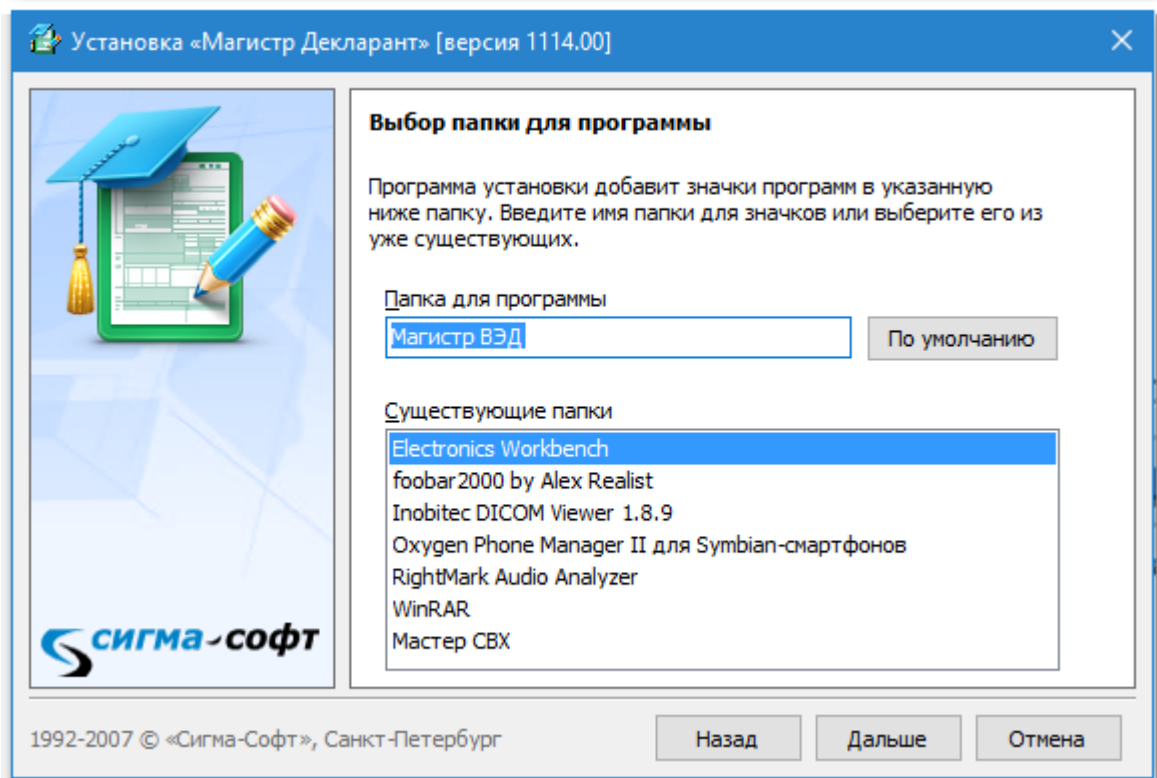 Установка «Магистр Декларант» [версия 1114.00]
Выбор папки для программы
Программа установки добавит значки программ в указанную
ниже папку. Введите имя папки для значков или выберите его из
уже существующих.
Папка для программы
Магистр ВЭД
По умолчанию
Существующие папки
Electronics Workbench
foobar2000 by Alex Realist
Inobitec DICOM Viewer 1.8.9
Oxygen Phone Manager II для Symbian-смартфонов
RightMark Audio Analyzer
WinRAR
Мастер СВХ
сигма-софт
1992-2007 © «Сигма-Софт», Санкт-Петербург
Назад
Дальше
Отмена